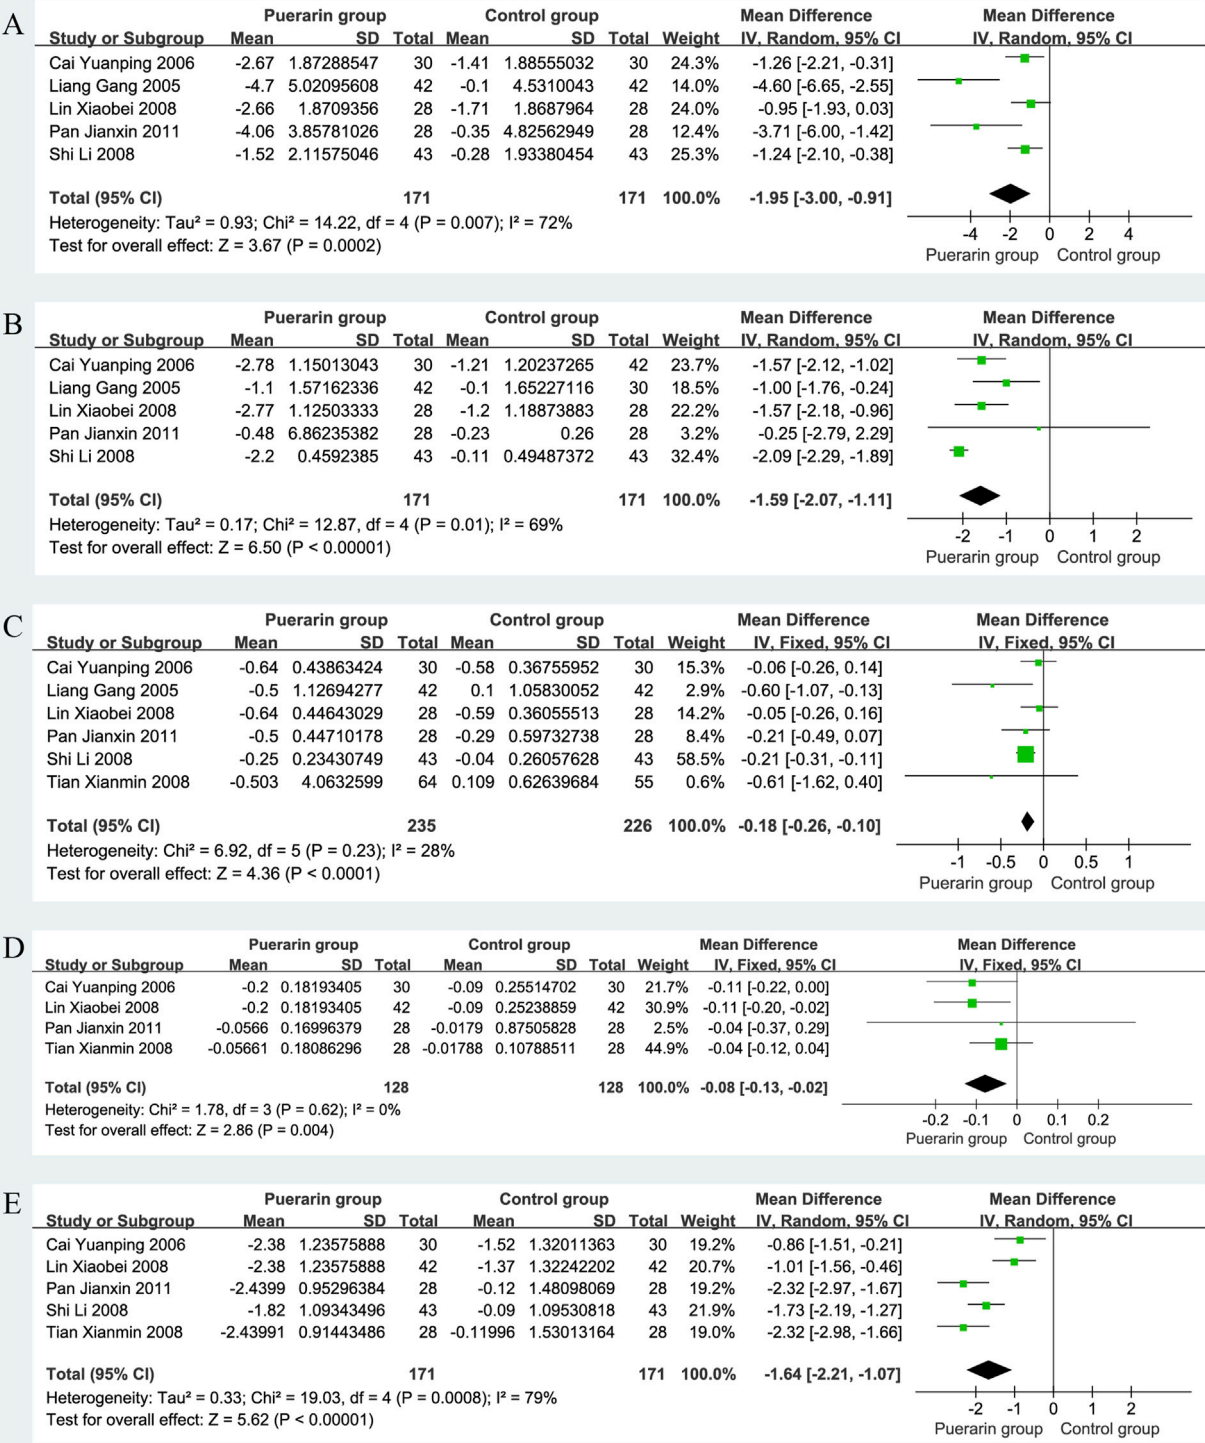 A
Puerarin group Control group Mean Difference Mean Difference
Study or Subgroup Mean SD Total Mean SD Total Weight IV, Random, 95% CI IV, Random, 95% CI
Cai Yuanping 2006 -2.67 1.87288547 30 -1.41 1.88555032 30 24.3% -1.26 [-2.21, -0.31]
Liang Gang 2005 -4.7 5.02095608 42 -0.1 4.5310043 42 14.0% -4.60 [-6.65, -2.55]
Lin Xiaobei 2008 -2.66 1.8709356 28 -1.71 1.8687964 28 24.0% -0.95 [-1.93, 0.03]
Pan Jianxin 2011 -4.06 3.85781026 28 -0.35 4.82562949 28 12.4% -3.71 [-6.00, -1.42]
Shi Li 2008 -1.52 2.11575046 43 -0.28 1.93380454 43 25.3% -1.24 [-2.10, -0.38]
Total (95% CI) 171 171 100.0% -1.95 [-3.00, -0.91]
Heterogeneity: Tau² = 0.93; Chi² = 14.22, df = 4 (P = 0.007); I² = 72%
Test for overall effect: Z = 3.67 (P = 0.0002)
-4 -2 0 2 4
Puerarin group Control group
B
Puerarin group Control group Mean Difference Mean Difference
Study or Subgroup Mean SD Total Mean SD Total Weight IV, Random, 95% CI IV, Random, 95% CI
Cai Yuanping 2006 -2.78 1.15013043 30 -1.21 1.20237265 42 23.7% -1.57 [-2.12, -1.02]
Liang Gang 2005 -1.1 1.57162336 42 -0.1 1.65227116 30 18.5% -1.00 [-1.76, -0.24]
Lin Xiaobei 2008 -2.77 1.12503333 28 -1.2 1.18873883 28 22.2% -1.57 [-2.18, -0.96]
Pan Jianxin 2011 -0.48 6.86235382 28 -0.23 0.26 28 3.2% -0.25 [-2.79, 2.29]
Shi Li 2008 -2.2 0.4592385 43 -0.11 0.49487372 43 32.4% -2.09 [-2.29, -1.89]
Total (95% CI) 171 171 100.0% -1.59 [-2.07, -1.11]
Heterogeneity: Tau² = 0.17; Chi² = 12.87, df = 4 (P = 0.01); I² = 69%
Test for overall effect: Z = 6.50 (P < 0.00001)
-2 -1 0 1 2
Puerarin group Control group
C
Puerarin group Control group Mean Difference Mean Difference
Study or Subgroup Mean SD Total Mean SD Total Weight IV, Fixed, 95% CI IV, Fixed, 95% CI
Cai Yuanping 2006 -0.64 0.43863424 30 -0.58 0.36755952 30 15.3% -0.06 [-0.26, 0.14]
Liang Gang 2005 -0.5 1.12694277 42 0.1 1.05830052 42 2.9% -0.60 [-1.07, -0.13]
Lin Xiaobei 2008 -0.64 0.44643029 28 -0.59 0.36055513 28 14.2% -0.05 [-0.26, 0.16]
Pan Jianxin 2011 -0.5 0.44710178 28 -0.29 0.59732738 28 8.4% -0.21 [-0.49, 0.07]
Shi Li 2008 -0.25 0.23430749 43 -0.04 0.26057628 43 58.5% -0.21 [-0.31, -0.11]
Tian Xianmin 2008 -0.503 4.0632599 64 0.109 0.62639684 55 0.6% -0.61 [-1.62, 0.40]
Total (95% CI) 235 226 100.0% -0.18 [-0.26, -0.10]
Heterogeneity: Chi² = 6.92, df = 5 (P = 0.23); I² = 28%
Test for overall effect: Z = 4.36 (P < 0.0001)
-1 -0.5 0 0.5 1
Puerarin group Control group
D
Puerarin group Control group Mean Difference Mean Difference
Study or Subgroup Mean SD Total Mean SD Total Weight IV, Fixed, 95% CI IV, Fixed, 95% CI
Cai Yuanping 2006 -0.2 0.18193405 30 -0.09 0.25514702 30 21.7% -0.11 [-0.22, 0.00]
Lin Xiaobei 2008 -0.2 0.18193405 42 -0.09 0.25238859 42 30.9% -0.11 [-0.20, -0.02]
Pan Jianxin 2011 -0.0566 0.16996379 28 -0.0179 0.87505828 28 2.5% -0.04 [-0.37, 0.29]
Tian Xianmin 2008 -0.05661 0.18086296 28 -0.01788 0.10788511 28 44.9% -0.04 [-0.12, 0.04]
Total (95% CI) 128 128 100.0% -0.08 [-0.13, -0.02]
Heterogeneity: Chi² = 1.78, df = 3 (P = 0.62); I² = 0%
Test for overall effect: Z = 2.86 (P = 0.004)
-0.2 -0.1 0 0.1 0.2
Puerarin group Control group
E
Puerarin group Control group Mean Difference Mean Difference
Study or Subgroup Mean SD Total Mean SD Total Weight IV, Random, 95% CI IV, Random, 95% CI
Cai Yuanping 2006 -2.38 1.23575888 30 -1.52 1.32011363 30 19.2% -0.86 [-1.51, -0.21]
Lin Xiaobei 2008 -2.38 1.23575888 42 -1.37 1.32242202 42 20.7% -1.01 [-1.56, -0.46]
Pan Jianxin 2011 -2.4399 0.95296384 28 -0.12 1.48098069 28 19.2% -2.32 [-2.97, -1.67]
Shi Li 2008 -1.82 1.09343496 43 -0.09 1.09530818 43 21.9% -1.73 [-2.19, -1.27]
Tian Xianmin 2008 -2.43991 0.91443486 28 -0.11996 1.53013164 28 19.0% -2.32 [-2.98, -1.66]
Total (95% CI) 171 171 100.0% -1.64 [-2.21, -1.07]
Heterogeneity: Tau² = 0.33; Chi² = 19.03, df = 4 (P = 0.0008); I² = 79%
Test for overall effect: Z = 5.62 (P < 0.00001)
-2 -1 0 1 2
Puerarin group Control group